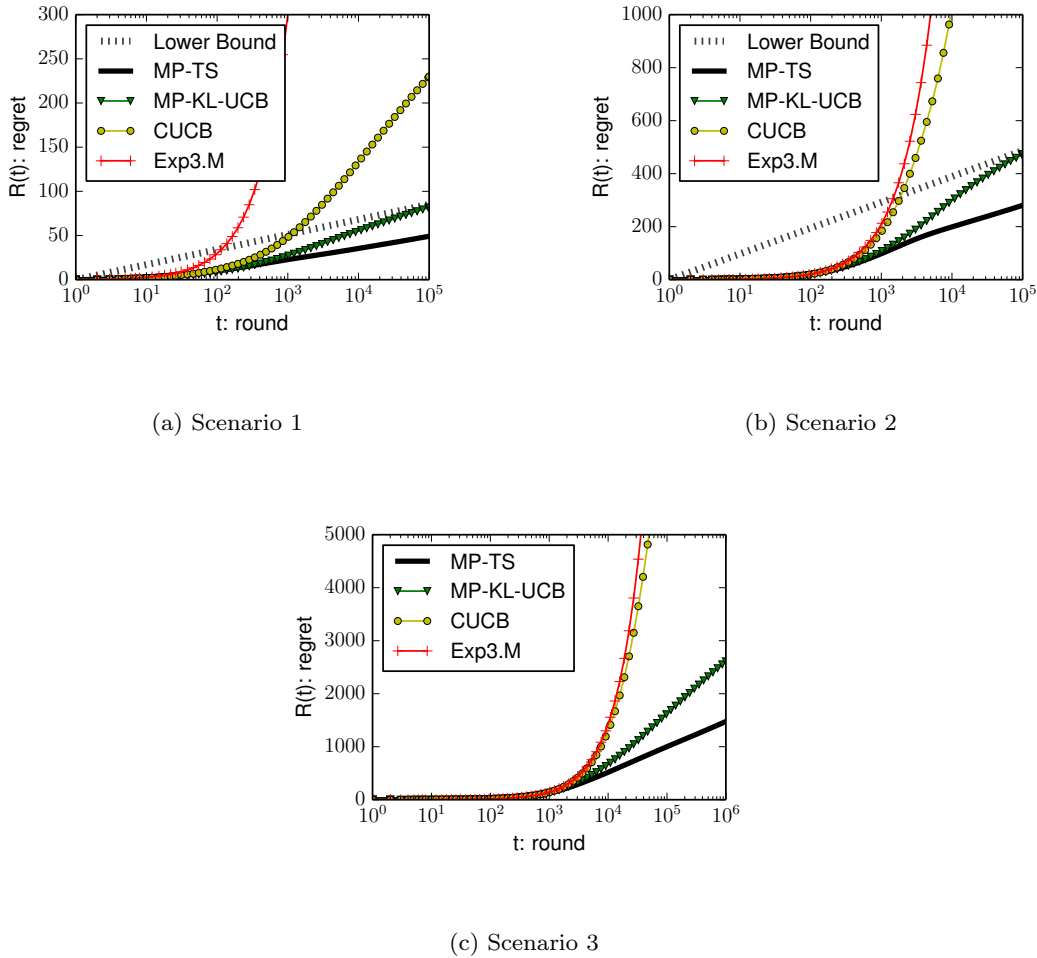 300
250
200
150
100
50
0
R(t): regret
Lower Bound
MP-TS
MP-KL-UCB
CUCB
Exp3.M
10^0 10^1 10^2 10^3 10^4 10^5
t: round
(a) Scenario 1
1000
800
600
400
200
0
R(t): regret
Lower Bound
MP-TS
MP-KL-UCB
CUCB
Exp3.M
10^0 10^1 10^2 10^3 10^4 10^5
t: round
(b) Scenario 2
5000
4000
3000
2000
1000
0
R(t): regret
MP-TS
MP-KL-UCB
CUCB
Exp3.M
10^0 10^1 10^2 10^3 10^4 10^5 10^6
t: round
(c) Scenario 3